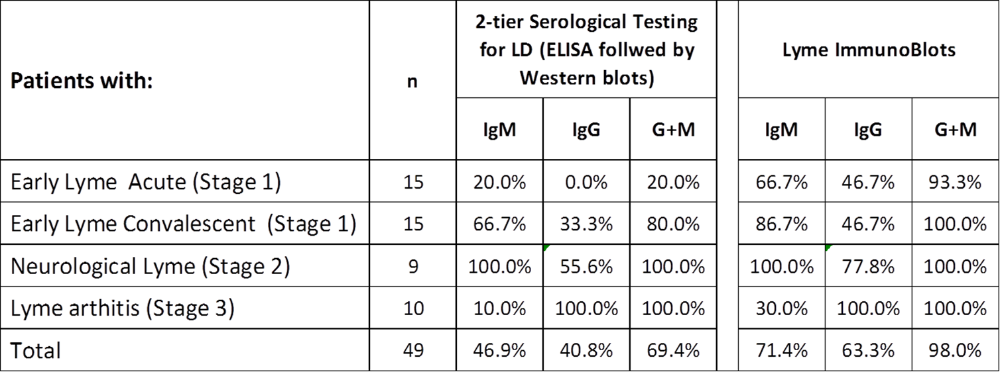 Patients with:
n
2-tier Serological Testing
for LD (ELISA follwed by
Western blots)
Lyme ImmunoBlots
IgM IgG G+M IgM IgG G+M
Early Lyme Acute (Stage 1) 15 20.0% 0.0% 20.0% 66.7% 46.7% 93.3%
Early Lyme Convalescent (Stage 1) 15 66.7% 33.3% 80.0% 86.7% 46.7% 100.0%
Neurological Lyme (Stage 2) 9 100.0% 55.6% 100.0% 100.0% 77.8% 100.0%
Lyme arthitis (Stage 3) 10 10.0% 100.0% 100.0% 30.0% 100.0% 100.0%
Total 49 46.9% 40.8% 69.4% 71.4% 63.3% 98.0%